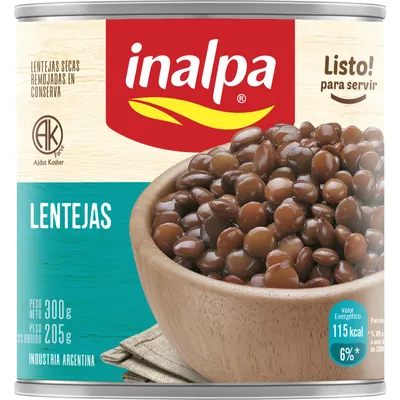 LENTEJAS SECAS
REMOJADAS EN
CONSERVA
inalpa
®
Listo!
para servir
AK
Parve
Ajdut Kosher
LENTEJAS
PESO
NETO 300g
PESO
ESCURRIDO 205g
INDUSTRIA ARGENTINA
Valor
Energético
115 kcal
6%*